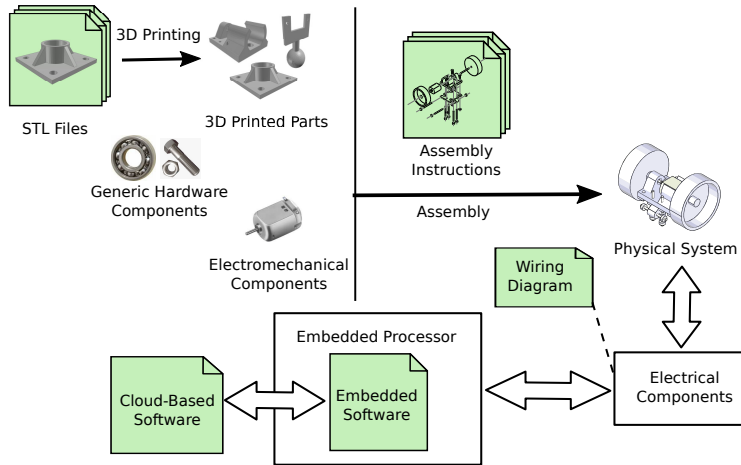 3D Printing
STL Files
3D Printed Parts
Generic Hardware
Components
Electromechanical
Components
Assembly
Instructions
Assembly
Physical System
Wiring
Diagram
Embedded Processor
Cloud-Based
Software
Embedded
Software
Electrical
Components